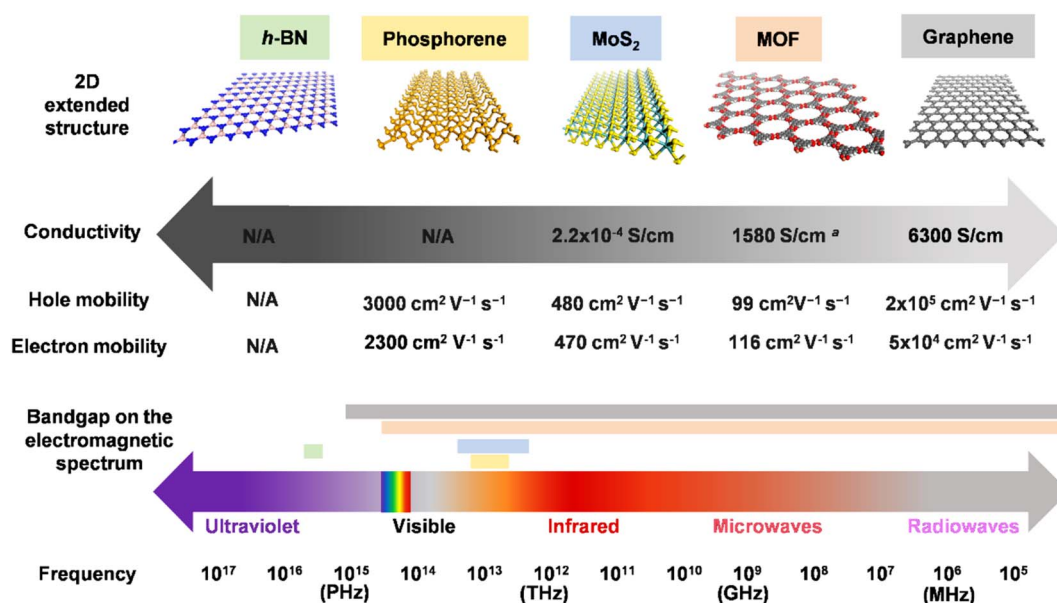 h-BN Phosphorene MoS₂ MOF Graphene
2D
extended
structure
Conductivity N/A N/A 2.2x10⁻⁴ S/cm 1580 S/cm ᵃ 6300 S/cm
Hole mobility N/A 3000 cm² V⁻¹ s⁻¹ 480 cm² V⁻¹ s⁻¹ 99 cm²V⁻¹ s⁻¹ 2x10⁵ cm² V⁻¹ s⁻¹
Electron mobility N/A 2300 cm² V⁻¹ s⁻¹ 470 cm² V⁻¹ s⁻¹ 116 cm² V⁻¹ s⁻¹ 5x10⁴ cm² V⁻¹ s⁻¹
Bandgap on the
electromagnetic
spectrum
Ultraviolet Visible Infrared Microwaves Radiowaves
Frequency 10¹⁷ 10¹⁶ 10¹⁵ 10¹⁴ 10¹³ 10¹² 10¹¹ 10¹⁰ 10⁹ 10⁸ 10⁷ 10⁶ 10⁵
(PHz) (THz) (GHz) (MHz)